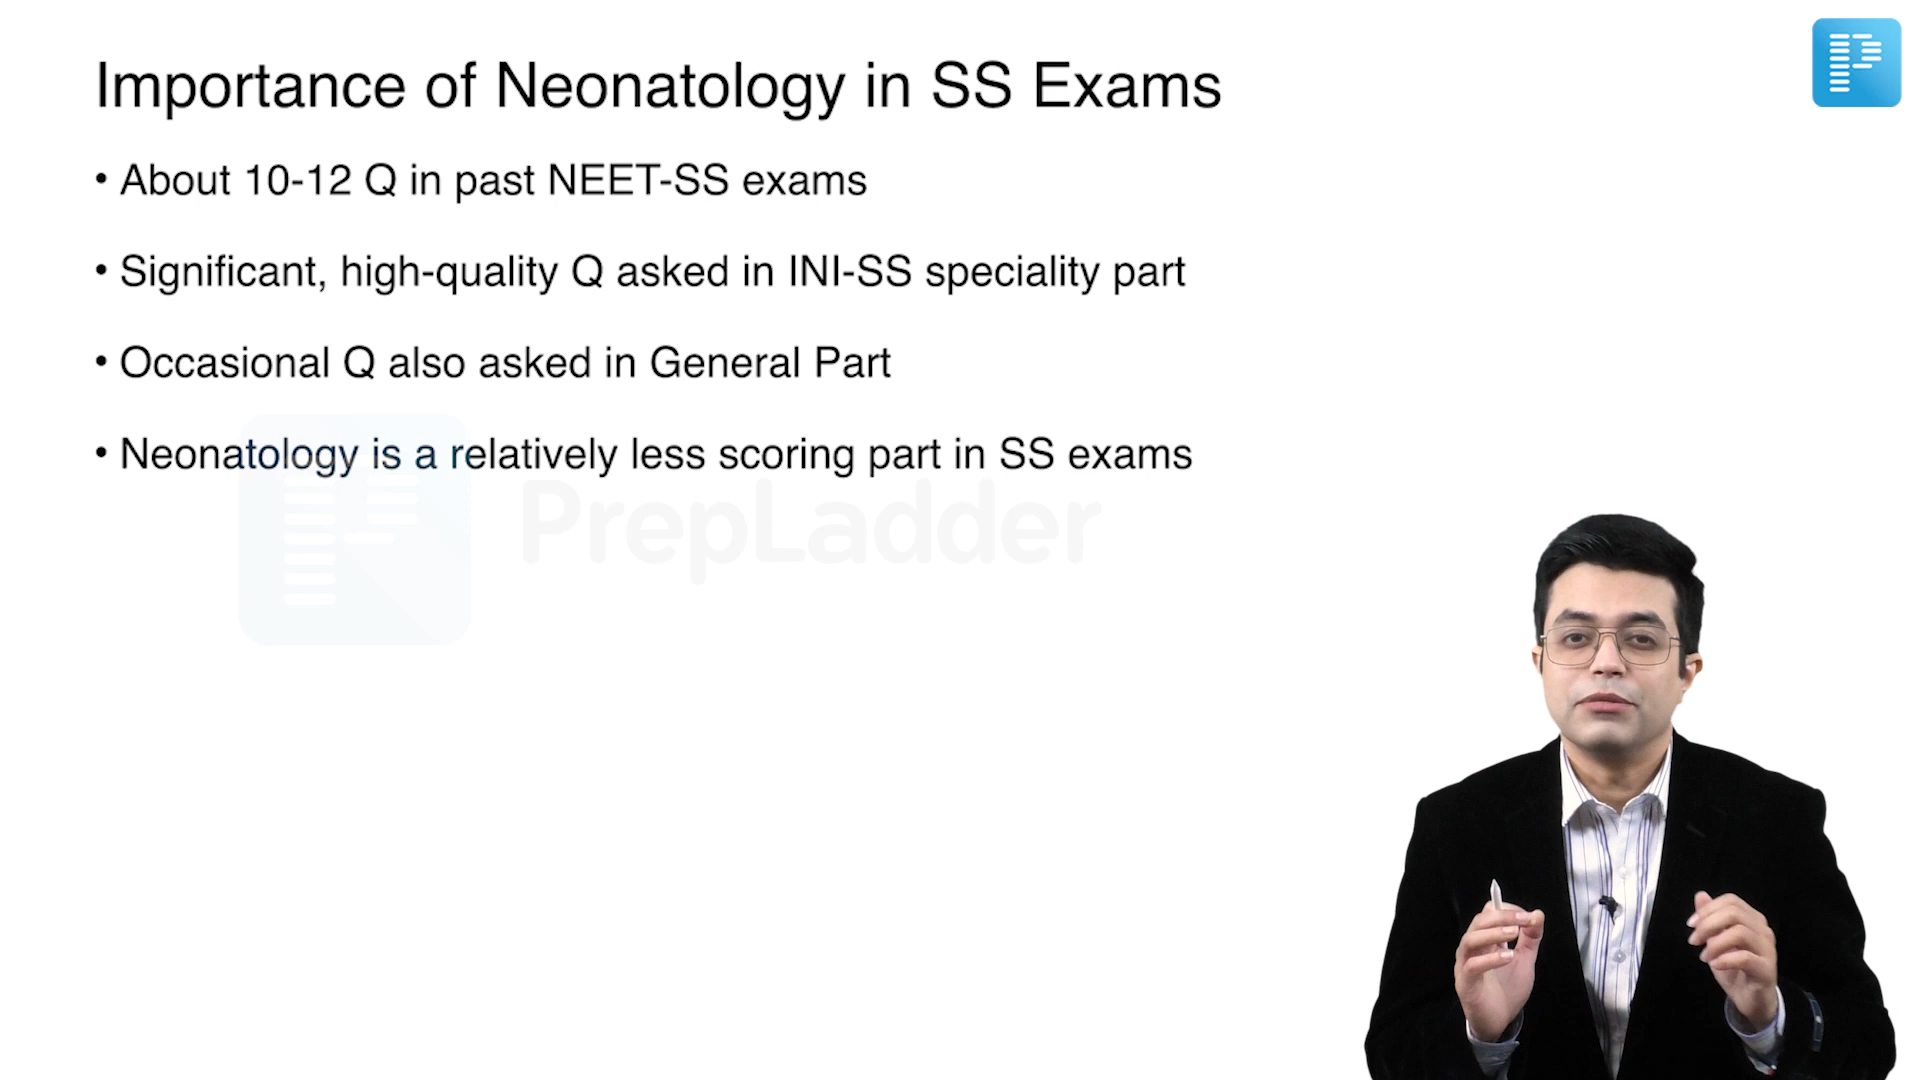 Importance of Neonatology in SS Exams
• About 10-12 Q in past NEET-SS exams
• Significant, high-quality Q asked in INI-SS speciality part
• Occasional Q also asked in General Part
• Neonatology is a relatively less scoring part in SS exams
PrepLadder